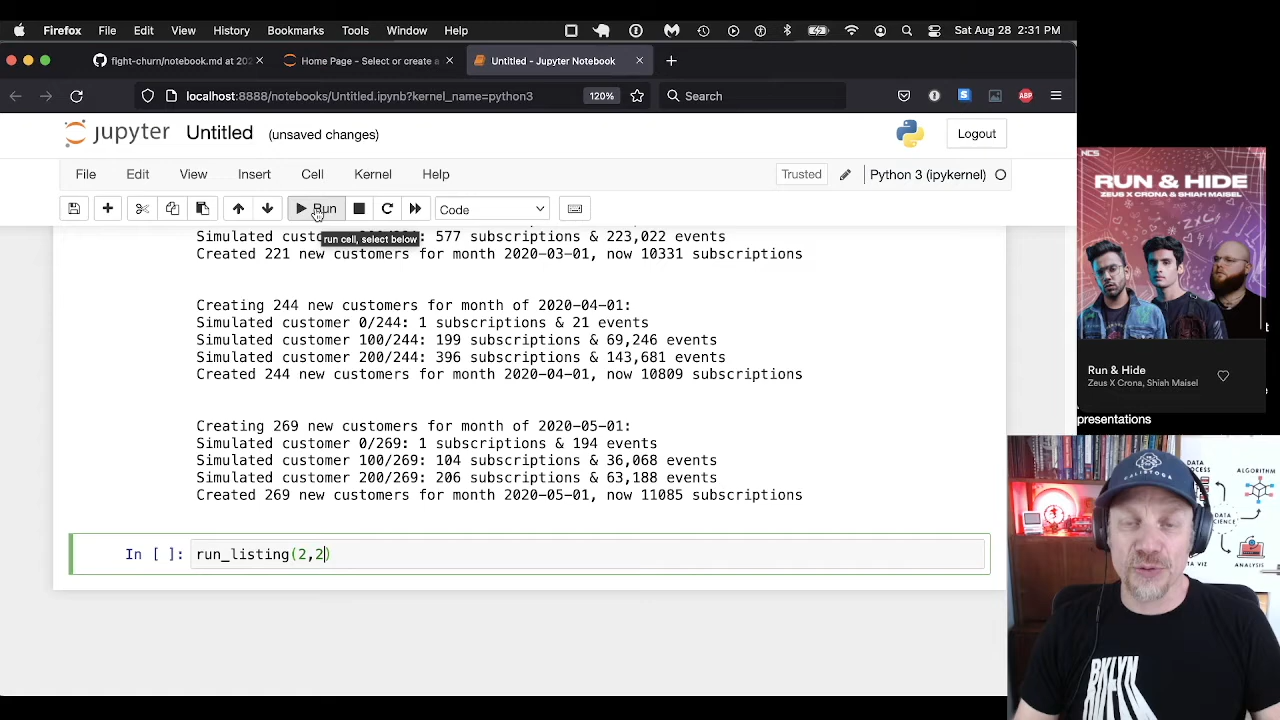 Firefox File Edit View History Bookmarks Tools Window Help Sat Aug 28 2:31 PM
fight-churn/notebook.md at 202 Home Page - Select or create a Untitled - Jupyter Notebook
localhost:8888/notebooks/Untitled.ipynb?kernel_name=python3 120% Search ABP
jupyter Untitled (unsaved changes) Logout
File Edit View Insert Cell Kernel Help Trusted Python 3 (ipykernel)
Run Code
run cell, select below
577 subscriptions & 223,022 events
Created 221 new customers for month 2020-03-01, now 10331 subscriptions
Creating 244 new customers for month of 2020-04-01:
Simulated customer 0/244: 1 subscriptions & 21 events
Simulated customer 100/244: 199 subscriptions & 69,246 events
Simulated customer 200/244: 396 subscriptions & 143,681 events
Created 244 new customers for month 2020-04-01, now 10809 subscriptions
Creating 269 new customers for month of 2020-05-01:
Simulated customer 0/269: 1 subscriptions & 194 events
Simulated customer 100/269: 104 subscriptions & 36,068 events
Simulated customer 200/269: 206 subscriptions & 63,188 events
Created 269 new customers for month 2020-05-01, now 11085 subscriptions
In [ ]: run_listing(2,2)
NCS
RUN & HIDE
ZEUS X CRONA & SHIAH MAISEL
Run & Hide
Zeus X Crona, Shiah Maisel
presentations
CALISTOGA
ALGORITHM
DATA
SCIENCE
ANALYSIS
BKLYN